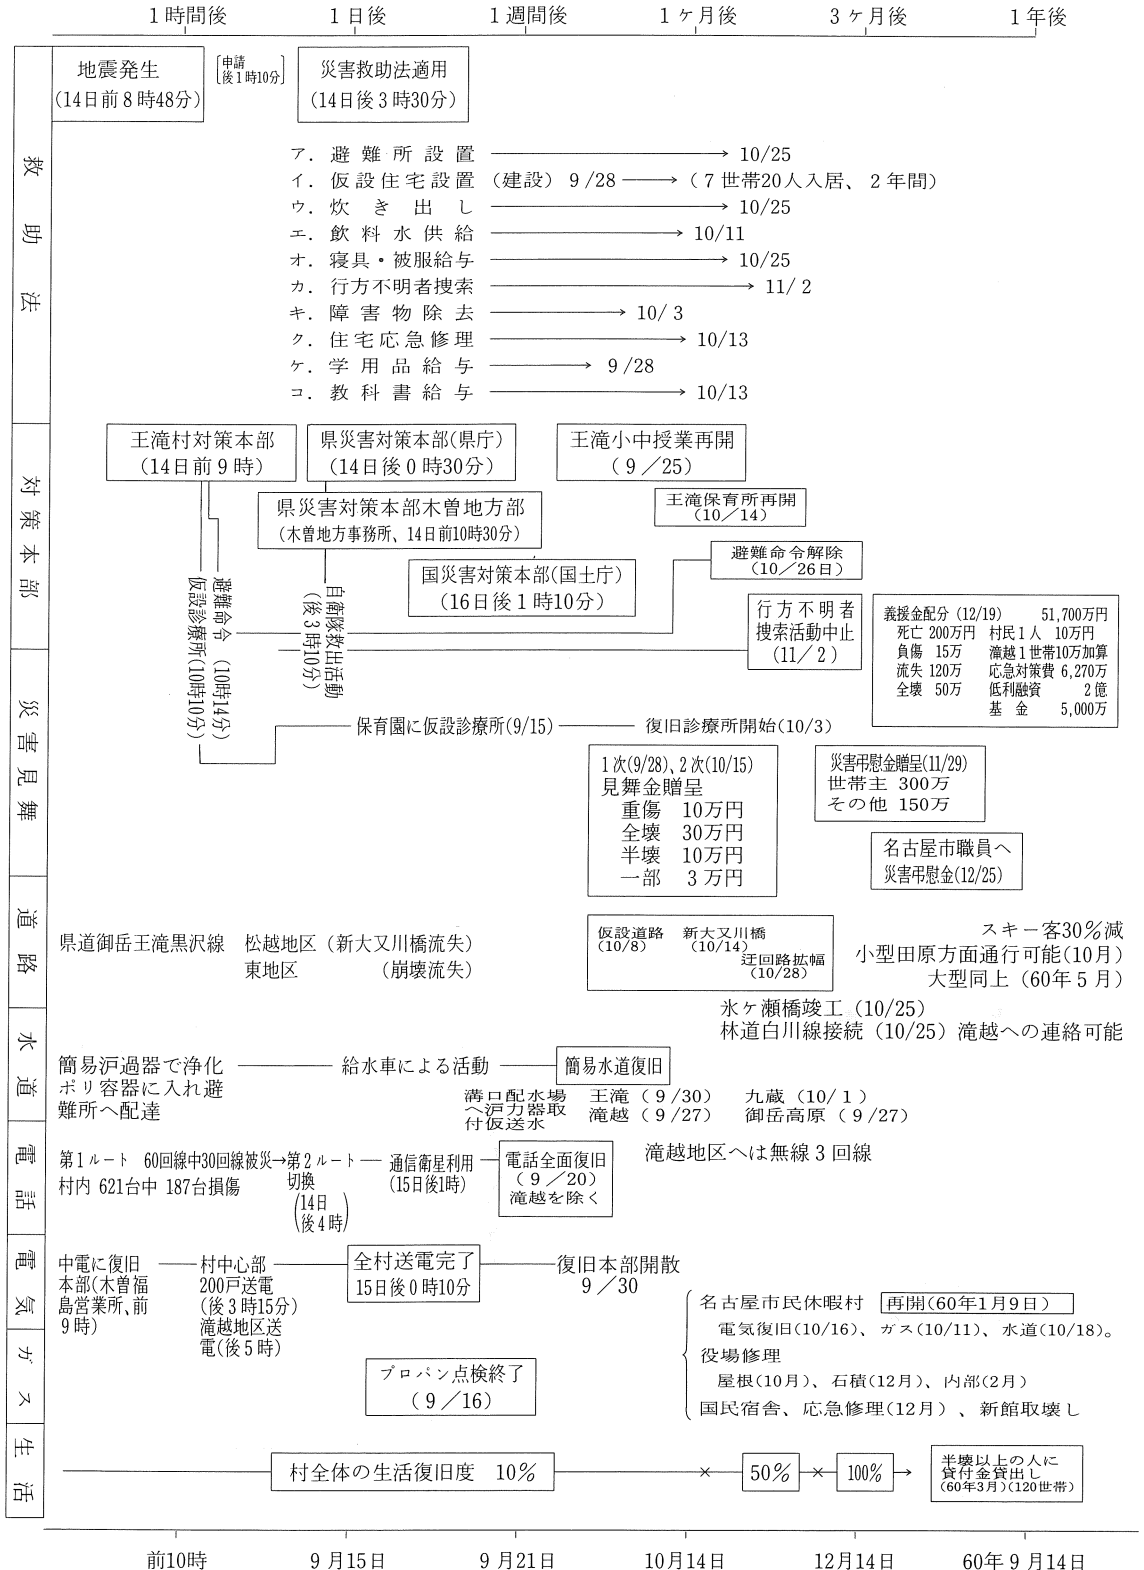 1時間後 1日後 1週間後 1ヶ月後 3ヶ月後 1年後
救助法
地震発生
(14日前8時48分)
〔申請
後1時10分〕
災害救助法適用
(14日後3時30分)
ア．避難所設置 10/25
イ．仮設住宅設置（建設）9/28 （7世帯20人入居、2年間）
ウ．炊き出し 10/25
エ．飲料水供給 10/11
オ．寝具・被服給与 10/25
カ．行方不明者捜索 11/2
キ．障害物除去 10/3
ク．住宅応急修理 10/13
ケ．学用品給与 9/28
コ．教科書給与 10/13
対策本部
王滝村対策本部
(14日前9時)
県災害対策本部(県庁)
(14日後0時30分)
王滝小中授業再開
(9／25)
県災害対策本部木曽地方部
(木曽地方事務所、14日前10時30分)
王滝保育所再開
(10／14)
国災害対策本部(国土庁)
(16日後1時10分)
避難命令解除
(10／26日)
避難命令（10時14分）
仮設診療所(10時10分)
自衛隊救出活動
(後3時10分)
行方不明者
捜索活動中止
(11/2)
義援金配分(12/19) 51,700万円
死亡 200万円 村民1人 10万円
負傷 15万 滝越1世帯10万加算
流失 120万 応急対策費 6,270万
全壊 50万 低利融資 2億
基金 5,000万
災害見舞
保育園に仮設診療所(9/15) 復旧診療所開始(10/3)
1次(9/28)、2次(10/15)
見舞金贈呈
重傷 10万円
全壊 30万円
半壊 10万円
一部 3万円
災害弔慰金贈呈(11/29)
世帯主 300万
その他 150万
名古屋市職員へ
災害弔慰金(12/25)
道路
県道御岳王滝黒沢線 松越地区（新大又川橋流失）
東地区 （崩壊流失）
仮設道路 新大又川橋
(10/8) (10/14)
迂回路拡幅
(10/28)
スキー客30％減
小型田原方面通行可能(10月)
大型同上（60年5月）
氷ケ瀬橋竣工（10/25）
林道白川線接続（10/25）滝越への連絡可能
水道
簡易沪過器で浄化
ポリ容器に入れ避
難所へ配達
給水車による活動
簡易水道復旧
溝口配水場 王滝（9/30） 九蔵（10/1）
へ沪力器取 滝越（9/27） 御岳高原（9/27）
付仮送水
電話
第1ルート 60回線中30回線被災→第2ルート
村内 621台中 187台損傷
切換
(14日
後4時)
通信衛星利用
(15日後1時)
電話全面復旧
(9／20)
滝越を除く
滝越地区へは無線3回線
電気
中電に復旧
本部(木曽福
島営業所、前
9時)
村中心部
200戸送電
(後3時15分)
滝越地区送
電(後5時)
全村送電完了
15日後0時10分
復旧本部開散
9／30
名古屋市民休暇村 再開(60年1月9日)
電気復旧(10/16)、ガス(10/11)、水道(10/18)。
役場修理
屋根(10月)、石積(12月)、内部(2月)
国民宿舎、応急修理(12月)、新館取壊し
ガス
プロパン点検終了
(9／16)
生活
村全体の生活復旧度 10％ × 50％ × 100％
半壊以上の人に
貸付金貸出し
(60年3月)(120世帯)
前10時 9月15日 9月21日 10月14日 12月14日 60年9月14日